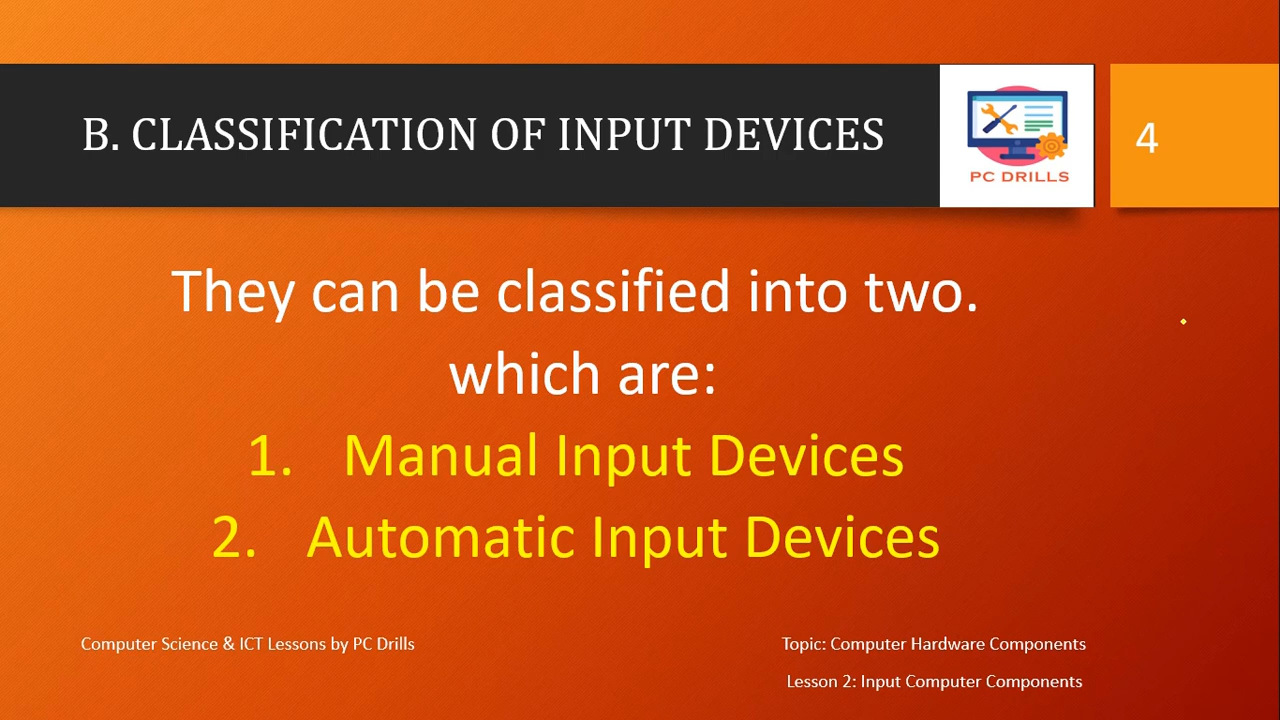 B. CLASSIFICATION OF INPUT DEVICES
PC DRILLS
4
They can be classified into two.
which are:
1. Manual Input Devices
2. Automatic Input Devices
Computer Science & ICT Lessons by PC Drills
Topic: Computer Hardware Components
Lesson 2: Input Computer Components